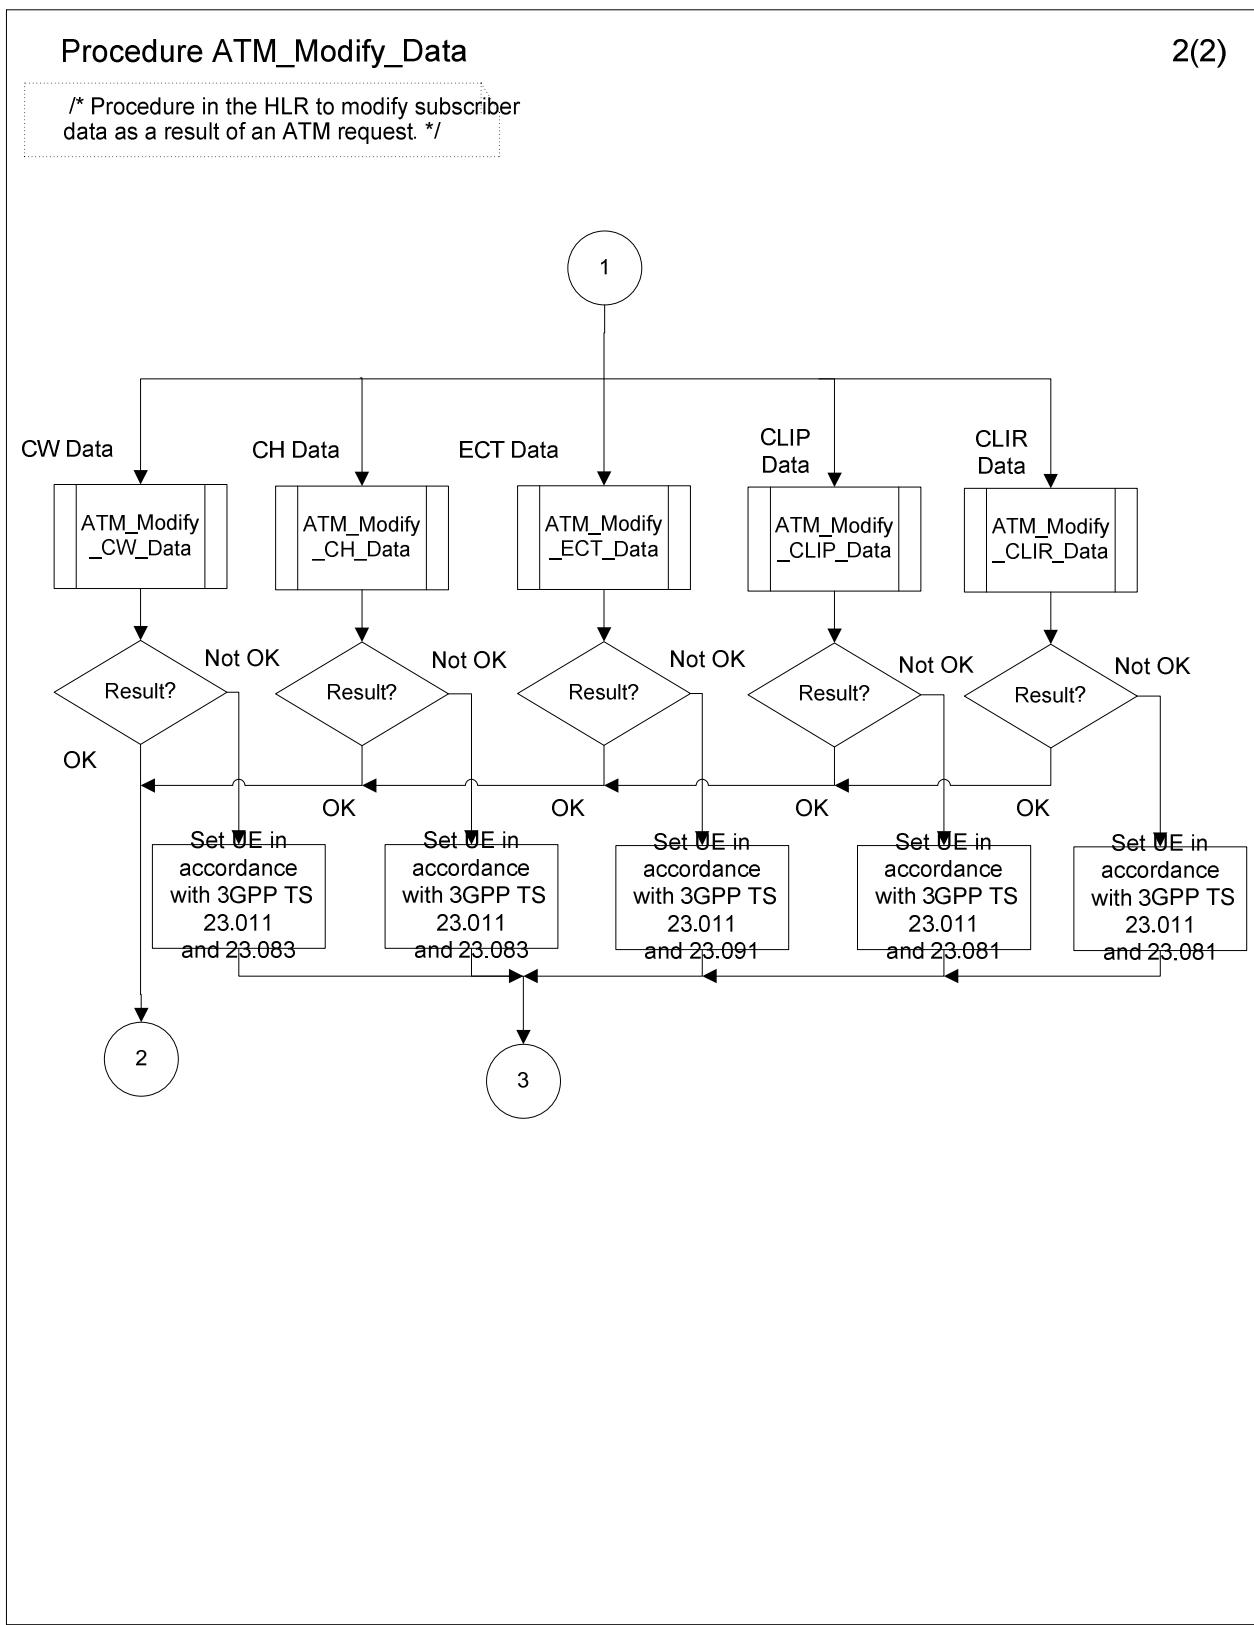 Procedure ATM_Modify_Data
2(2)
/* Procedure in the HLR to modify subscriber
data as a result of an ATM request. */
1
CW Data
CH Data
ECT Data
CLIP
Data
CLIR
Data
ATM_Modify
_CW_Data
ATM_Modify
_CH_Data
ATM_Modify
_ECT_Data
ATM_Modify
_CLIP_Data
ATM_Modify
_CLIR_Data
Result?
Not OK
Result?
Not OK
Result?
Not OK
Result?
Not OK
Result?
Not OK
OK
OK
OK
OK
OK
Set UE in
accordance
with 3GPP TS
23.011
and 23.083
Set UE in
accordance
with 3GPP TS
23.011
and 23.083
Set UE in
accordance
with 3GPP TS
23.011
and 23.091
Set UE in
accordance
with 3GPP TS
23.011
and 23.081
Set UE in
accordance
with 3GPP TS
23.011
and 23.081
2
3